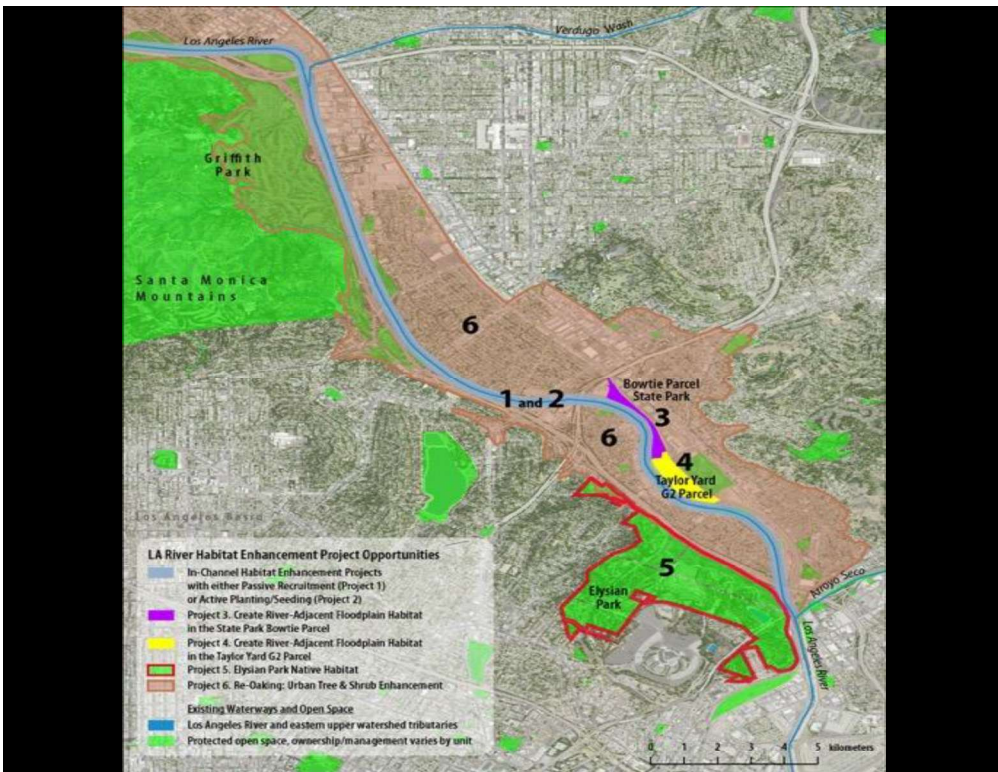 Los Angeles River
Verdugo Wash
Griffith
Park
Santa Monica
Mountains
6
1 and 2
Bowtie Parcel
State Park
3
6
4
Taylor Yard
G2 Parcel
5
Elysian
Park
Los Angeles Basin
Arroyo Seco
Los Angeles River
LA River Habitat Enhancement Project Opportunities
In-Channel Habitat Enhancement Projects
with either Passive Recruitment (Project 1)
or Active Planting/Seeding (Project 2)
Project 3. Create River-Adjacent Floodplain Habitat
in the State Park Bowtie Parcel
Project 4. Create River-Adjacent Floodplain Habitat
in the Taylor Yard G2 Parcel
Project 5. Elysian Park Native Habitat
Project 6. Re-Oaking: Urban Tree & Shrub Enhancement
Existing Waterways and Open Space
Los Angeles River and eastern upper watershed tributaries
Protected open space, ownership/management varies by unit
0 1 2 3 4 5 kilometers